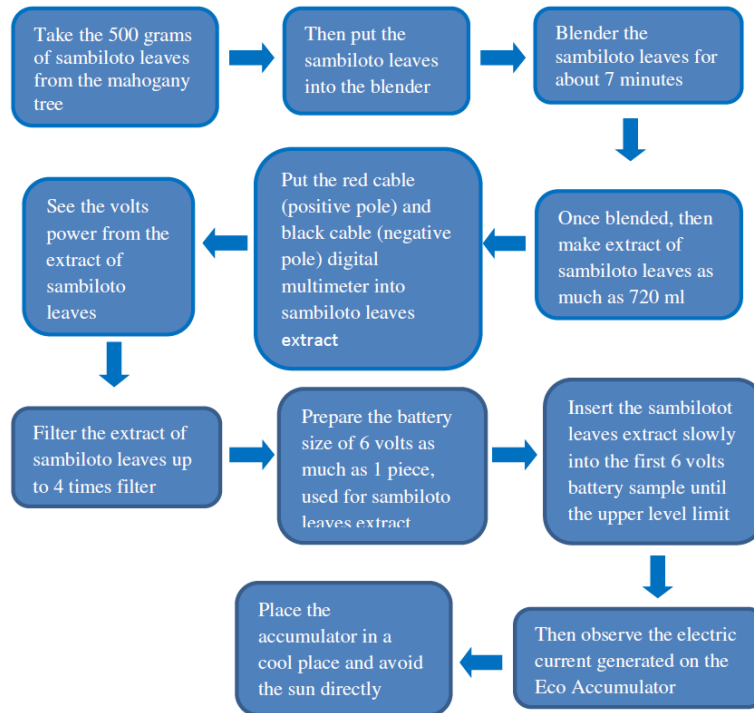 Take the 500 grams
of sambiloto leaves
from the mahogany
tree
Then put the
sambiloto leaves
into the blender
Blender the
sambiloto leaves for
about 7 minutes
Once blended, then
make extract of
sambiloto leaves as
much as 720 ml
Put the red cable
(positive pole) and
black cable (negative
pole) digital
multimeter into
sambiloto leaves
extract
See the volts
power from the
extract of
sambiloto
leaves
Filter the extract of
sambiloto leaves up
to 4 times filter
Prepare the battery
size of 6 volts as
much as 1 piece,
used for sambiloto
leaves extract
Insert the sambilotot
leaves extract slowly
into the first 6 volts
battery sample until
the upper level limit
Then observe the electric
current generated on the
Eco Accumulator
Place the
accumulator in a
cool place and avoid
the sun directly